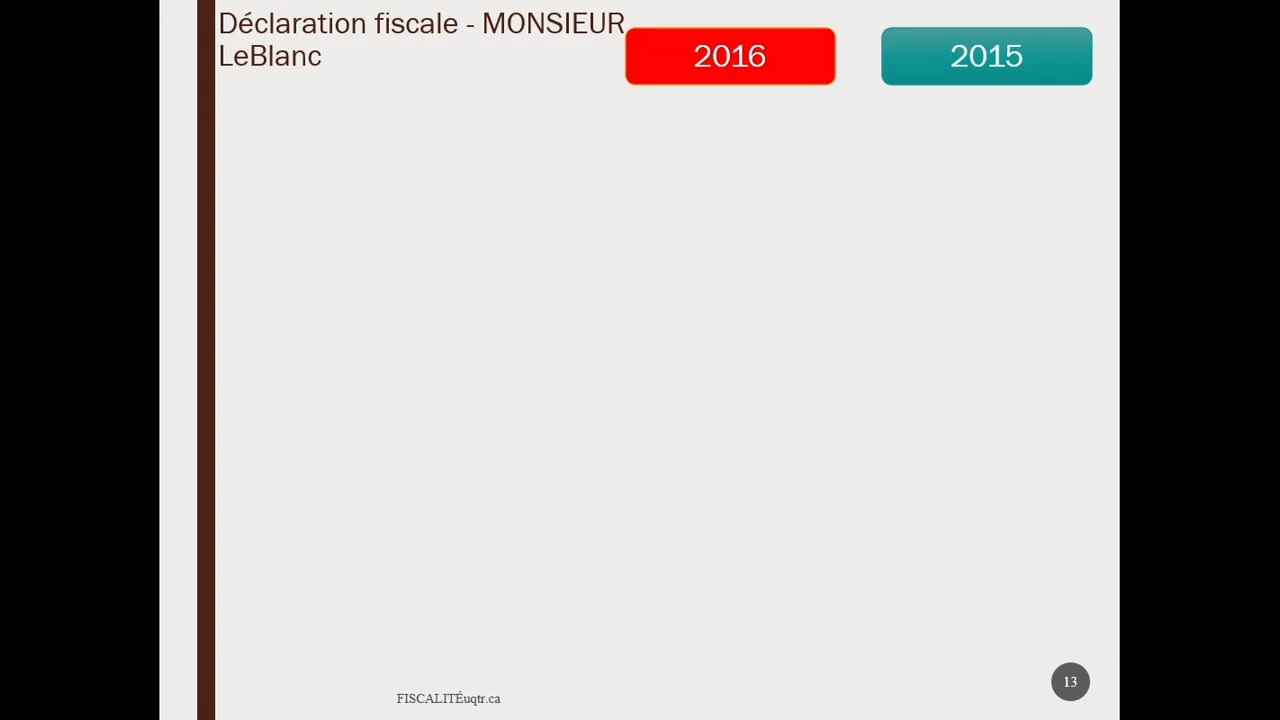 Déclaration fiscale - MONSIEUR
LeBlanc
2016
2015
FISCALITÉuqtr.ca
13